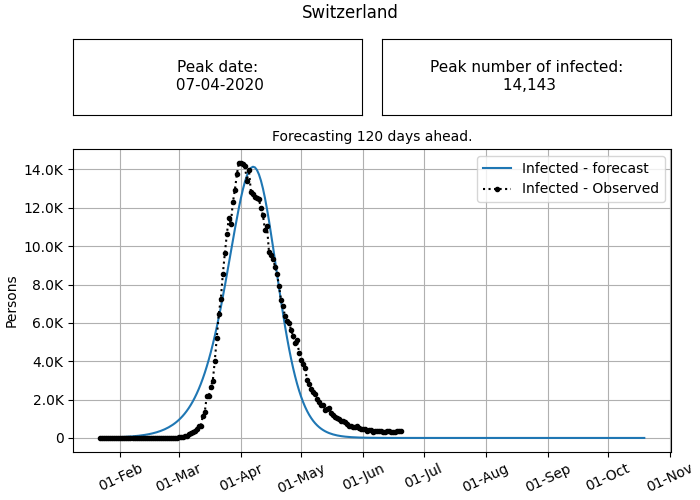 Switzerland
Peak date:
07-04-2020
Peak number of infected:
14,143
Forecasting 120 days ahead.
Infected - forecast
Infected - Observed
Persons
14.0K
12.0K
10.0K
8.0K
6.0K
4.0K
2.0K
0
01-Feb
01-Mar
01-Apr
01-May
01-Jun
01-Jul
01-Aug
01-Sep
01-Oct
01-Nov